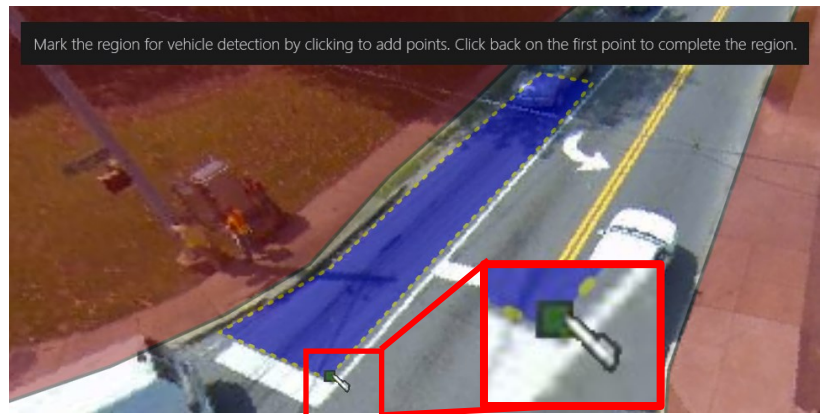 Mark the region for vehicle detection by clicking to add points. Click back on the first point to complete the region.